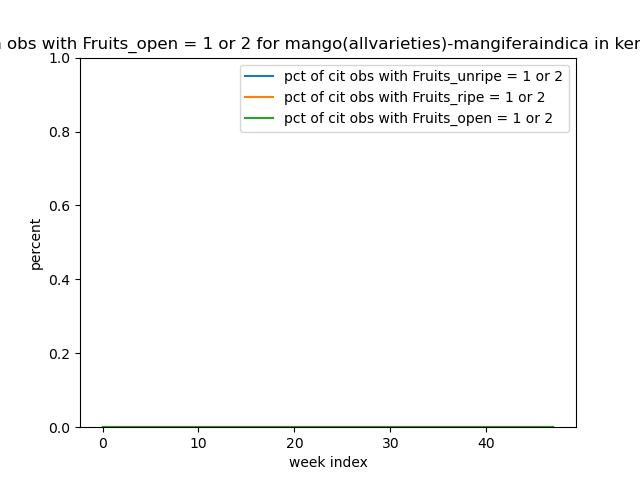 obs with Fruits_open = 1 or 2 for mango(allvarieties)-mangiferaindica in
1.0
pct of cit obs with Fruits_unripe = 1 or 2
pct of cit obs with Fruits_ripe = 1 or 2
pct of cit obs with Fruits_open = 1 or 2
0.8
0.6
percent
0.4
0.2
0.0
0 10 20 30 40
week index